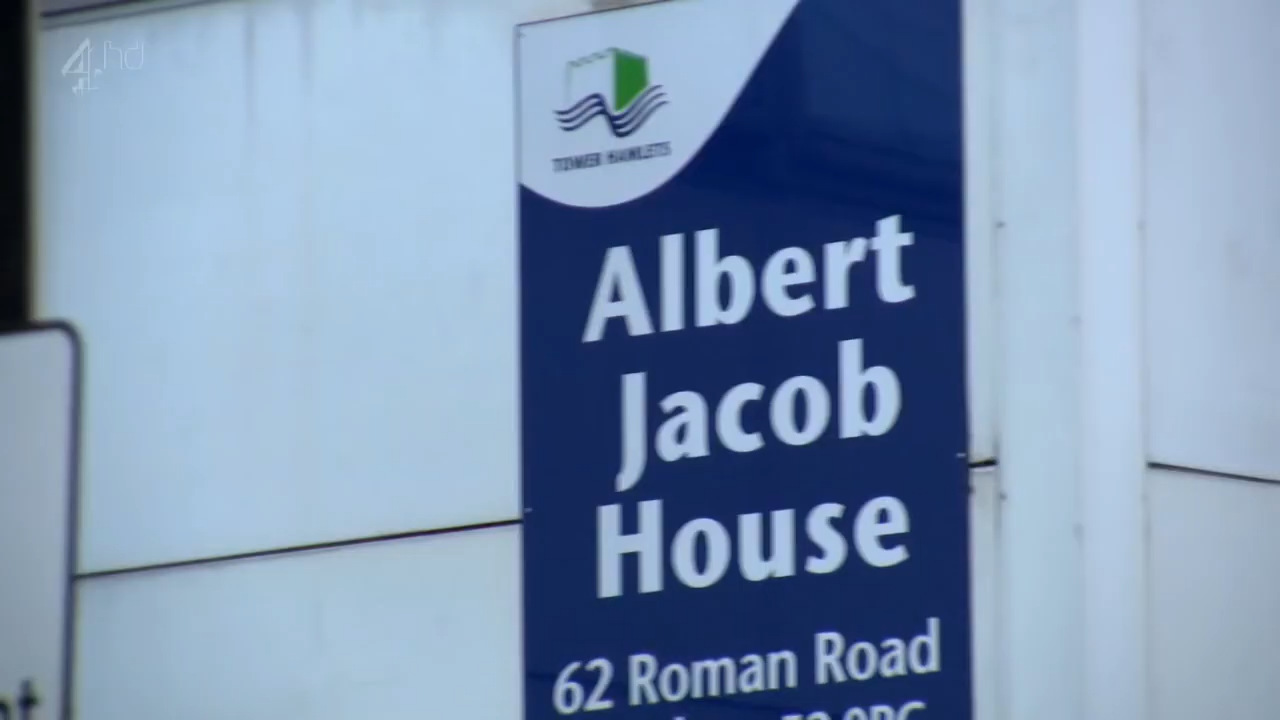 4hd
TOWER HAMLETS
Albert
Jacob
House
62 Roman Road